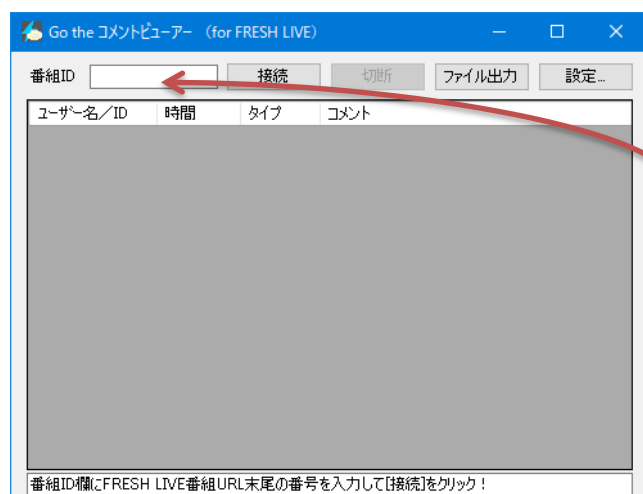 Go the コメントビューアー （for FRESH LIVE）
番組ID 接続 切断 ファイル出力 設定...
ユーザー名／ID 時間 タイプ コメント
番組ID欄にFRESH LIVE番組URL末尾の番号を入力して[接続]をクリック！